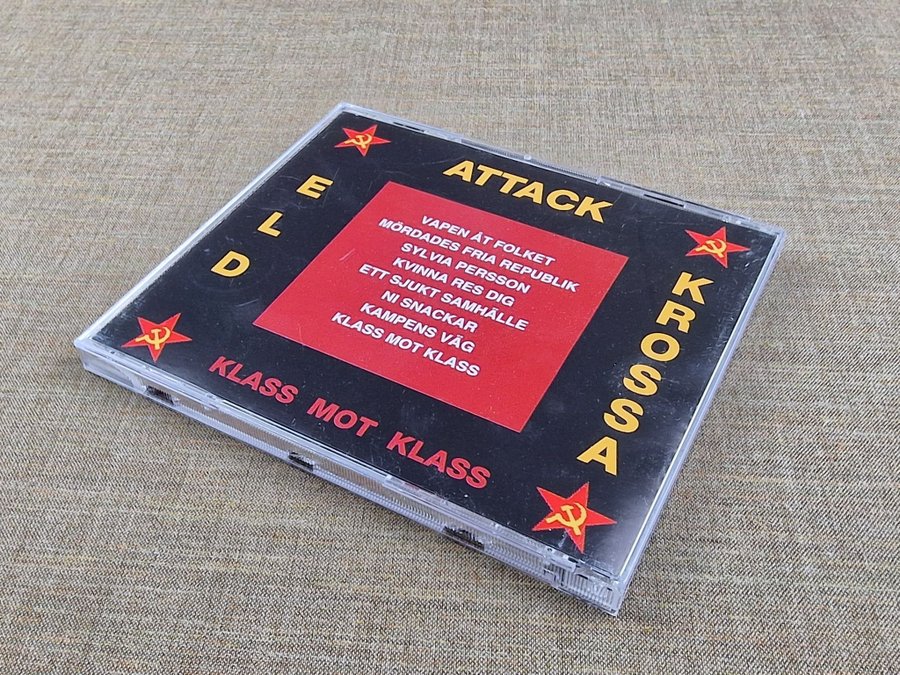 ATTACK
ELD
VAPEN ÅT FOLKET
MÖRDADES FRIA REPUBLIK
SYLVIA PERSSON
KVINNA RES DIG
ETT SJUKT SAMHÄLLE
NI SNACKAR
KAMPENS VÄG
KLASS MOT KLASS
KROSSA
KLASS MOT KLASS